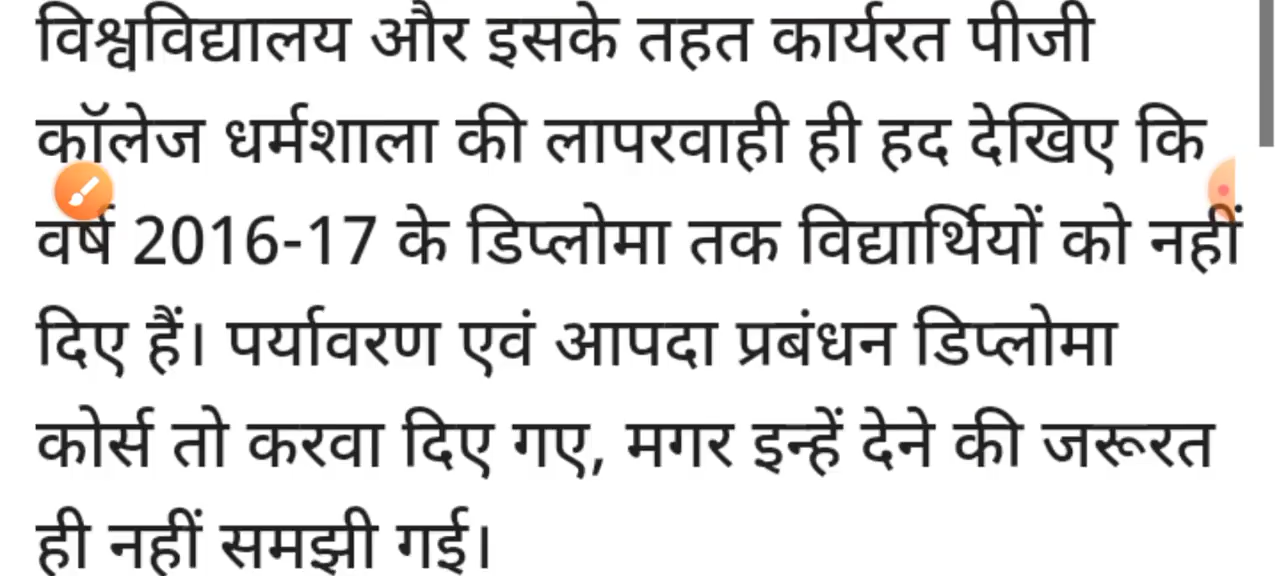 विश्वविद्यालय और इसके तहत कार्यरत पीजी
कॉलेज धर्मशाला की लापरवाही ही हद देखिए कि
वर्ष 2016-17 के डिप्लोमा तक विद्यार्थियों को नहीं
दिए हैं। पर्यावरण एवं आपदा प्रबंधन डिप्लोमा
कोर्स तो करवा दिए गए, मगर इन्हें देने की जरूरत
ही नहीं समझी गई।